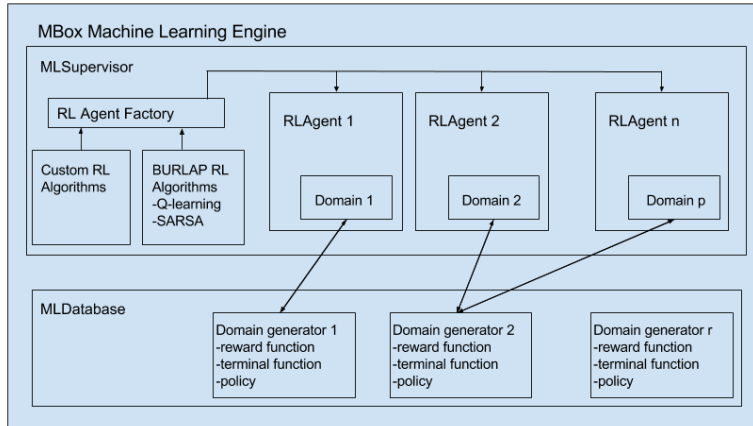 MBox Machine Learning Engine
MLSupervisor
RL Agent Factory
Custom RL
Algorithms
BURLAP RL
Algorithms
-Q-learning
-SARSA
RLAgent 1
Domain 1
RLAgent 2
Domain 2
RLAgent n
Domain p
MLDatabase
Domain generator 1
-reward function
-terminal function
-policy
Domain generator 2
-reward function
-terminal function
-policy
Domain generator r
-reward function
-terminal function
-policy